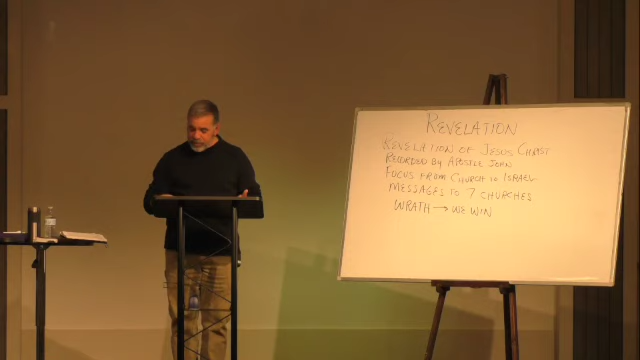 REVELATION
REVELATION OF JESUS CHRIST
RECORDED BY APOSTLE JOHN
FOCUS FROM CHURCH to ISRAEL
MESSAGES TO 7 CHURCHES
WRATH → WE WIN